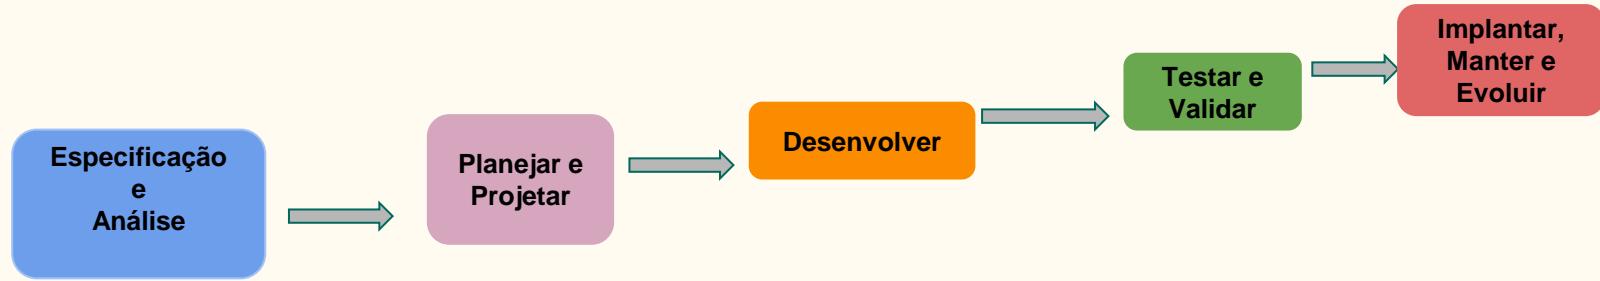 Especificação
e
Análise
Planejar e
Projetar
Desenvolver
Testar e
Validar
Implantar,
Manter e
Evoluir